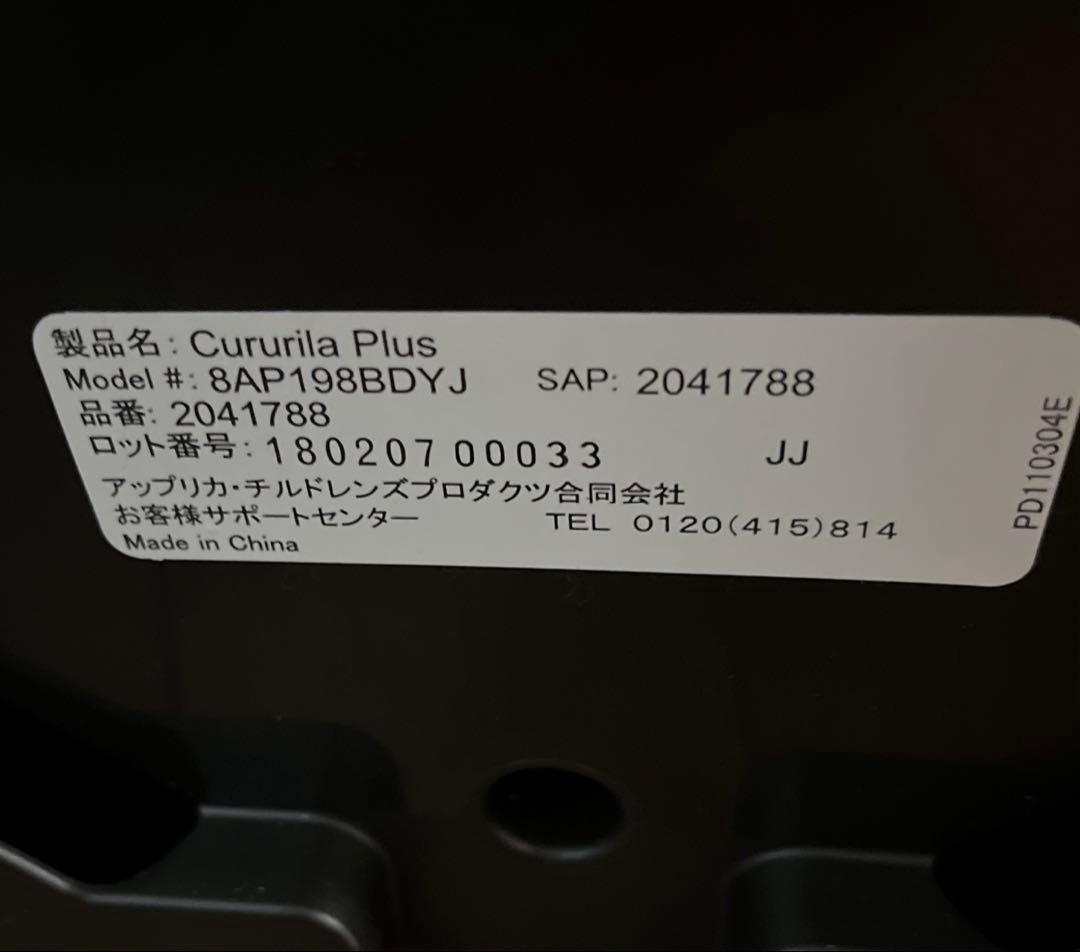 製品名: Cururila Plus
Model #: 8AP198BDYJ SAP: 2041788
品番: 2041788
ロット番号: 180207 00033 JJ
アップリカ・チルドレンズプロダクツ合同会社
お客様サポートセンター TEL 0120(415)814
Made in China
PD110304E